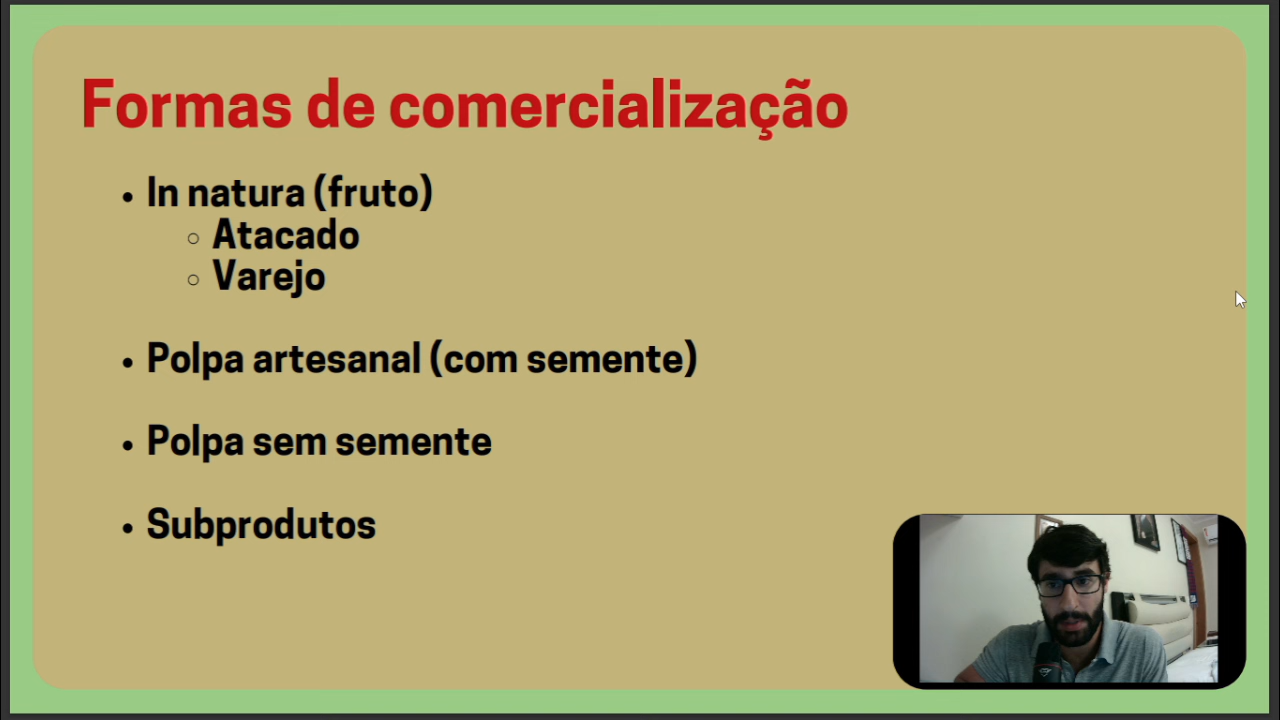 Formas de comercialização
• In natura (fruto)
○ Atacado
○ Varejo
• Polpa artesanal (com semente)
• Polpa sem semente
• Subprodutos